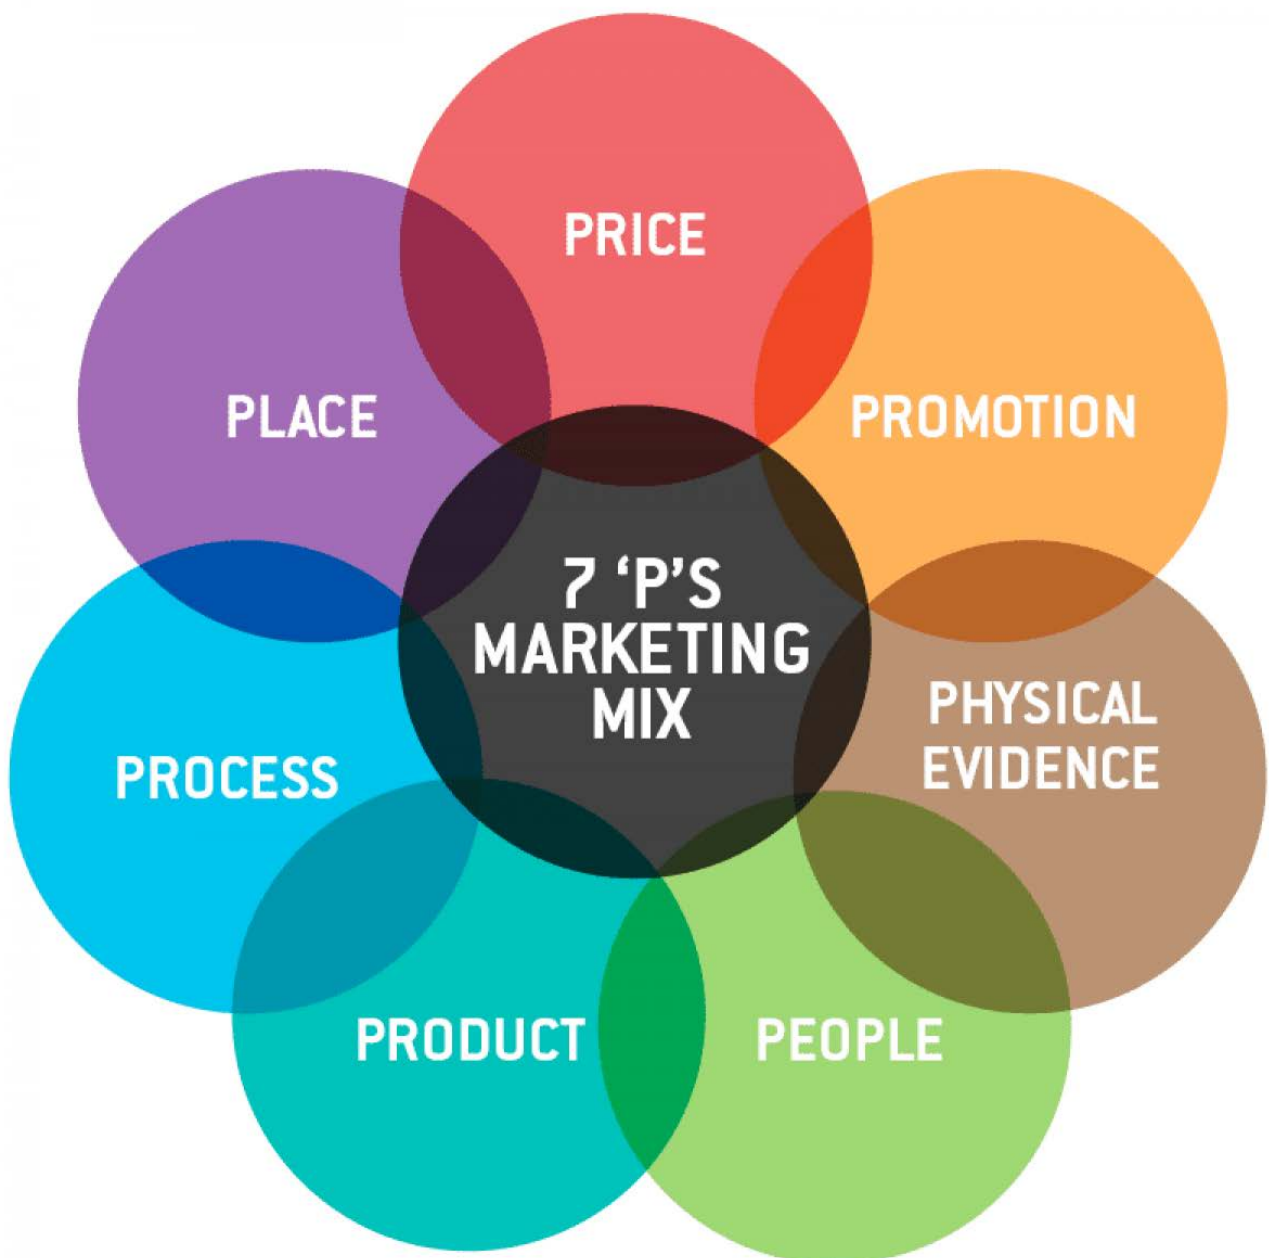 PRICE
PLACE
PROMOTION
7 ‘P’S
MARKETING
MIX
PHYSICAL
EVIDENCE
PROCESS
PRODUCT
PEOPLE